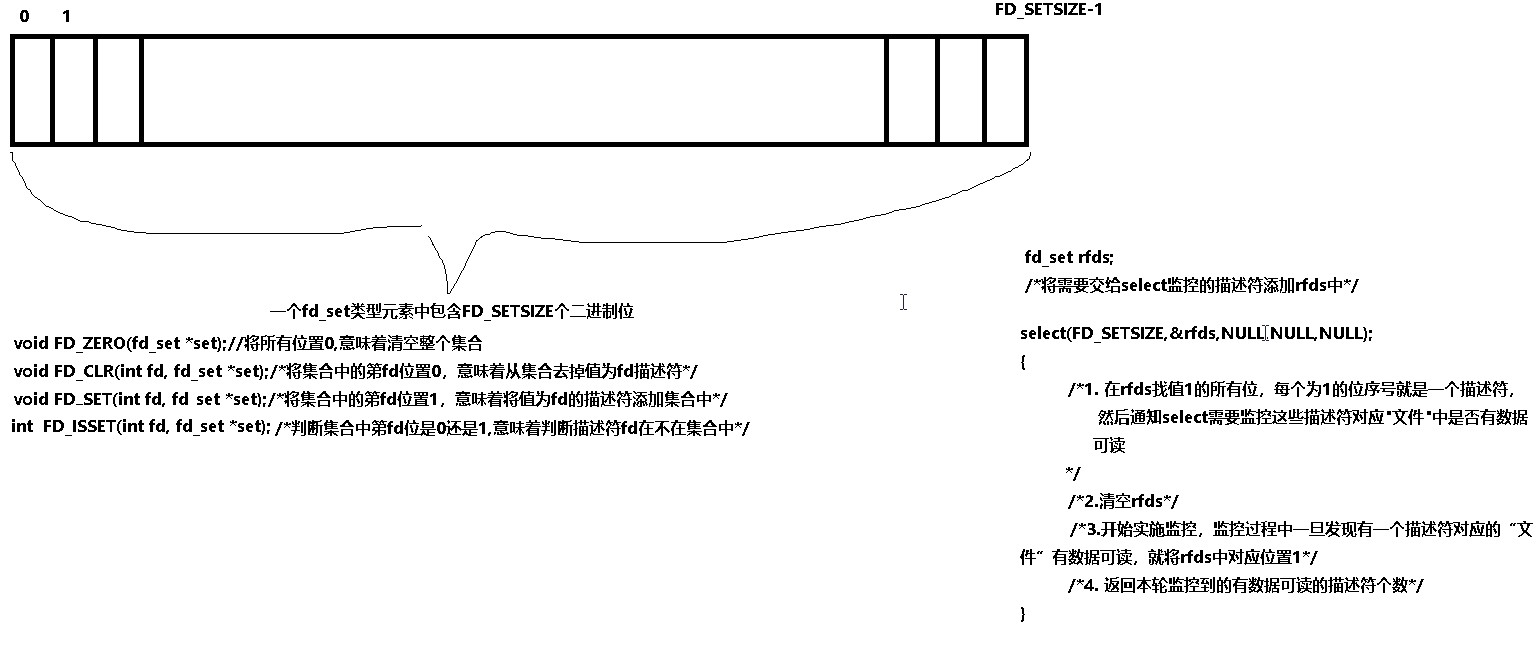 0 1 FD_SETSIZE-1
一个fd_set类型元素中包含FD_SETSIZE个二进制位
void FD_ZERO(fd_set *set);//将所有位置0,意味着清空整个集合
void FD_CLR(int fd, fd_set *set);/*将集合中的第fd位置0，意味着从集合去掉值为fd描述符*/
void FD_SET(int fd, fd_set *set);/*将集合中的第fd位置1，意味着将值为fd的描述符添加集合中*/
int FD_ISSET(int fd, fd_set *set); /*判断集合中第fd位是0还是1,意味着判断描述符fd在不在集合中*/
fd_set rfds;
/*将需要交给select监控的描述符添加rfds中*/
select(FD_SETSIZE,&rfds,NULL,NULL,NULL);
{
/*1. 在rfds找值1的所有位，每个为1的位序号就是一个描述符，
然后通知select需要监控这些描述符对应"文件"中是否有数据
可读
*/
/*2.清空rfds*/
/*3.开始实施监控，监控过程中一旦发现有一个描述符对应的“文
件”有数据可读，就将rfds中对应位置1*/
/*4. 返回本轮监控到的有数据可读的描述符个数*/
}